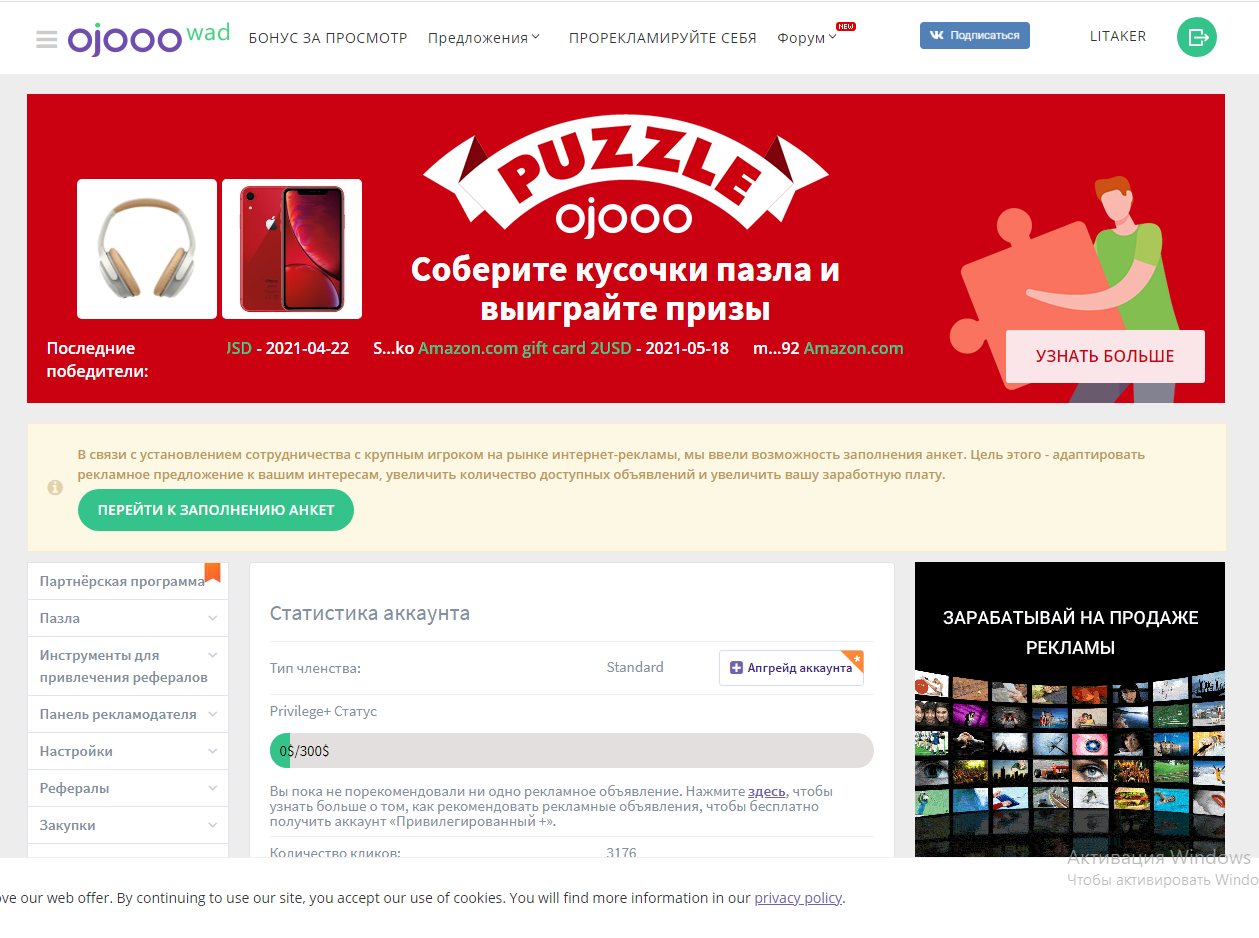 ojooo wad
БОНУС ЗА ПРОСМОТР
Предложения
ПРОРЕКЛАМИРУЙТЕ СЕБЯ
Форум
NEW
Подписаться
LITAKER
PUZZLE
ojooo
Соберите кусочки пазла и
выиграйте призы
Последние
победители:
USD - 2021-04-22 S...ko Amazon.com gift card 2USD - 2021-05-18 m...92 Amazon.com
УЗНАТЬ БОЛЬШЕ
В связи с установлением сотрудничества с крупным игроком на рынке интернет-рекламы, мы ввели возможность заполнения анкет. Цель этого - адаптировать
рекламное предложение к вашим интересам, увеличить количество доступных объявлений и увеличить вашу заработную плату.
ПЕРЕЙТИ К ЗАПОЛНЕНИЮ АНКЕТ
Партнёрская программа
Пазла
Инструменты для
привлечения рефералов
Панель рекламодателя
Настройки
Рефералы
Закупки
Статистика аккаунта
Тип членства:
Standard
Апгрейд аккаунта
Privilege+ Статус
0$/300$
Вы пока не порекомендовали ни одно рекламное объявление. Нажмите здесь, чтобы
узнать больше о том, как рекомендовать рекламные объявления, чтобы бесплатно
получить аккаунт «Привилегированный +».
Количество кликов:
3176
ЗАРАБАТЫВАЙ НА ПРОДАЖЕ
РЕКЛАМЫ
Активация Windows
Чтобы активировать Windo
ve our web offer. By continuing to use our site, you accept our use of cookies. You will find more information in our privacy policy.